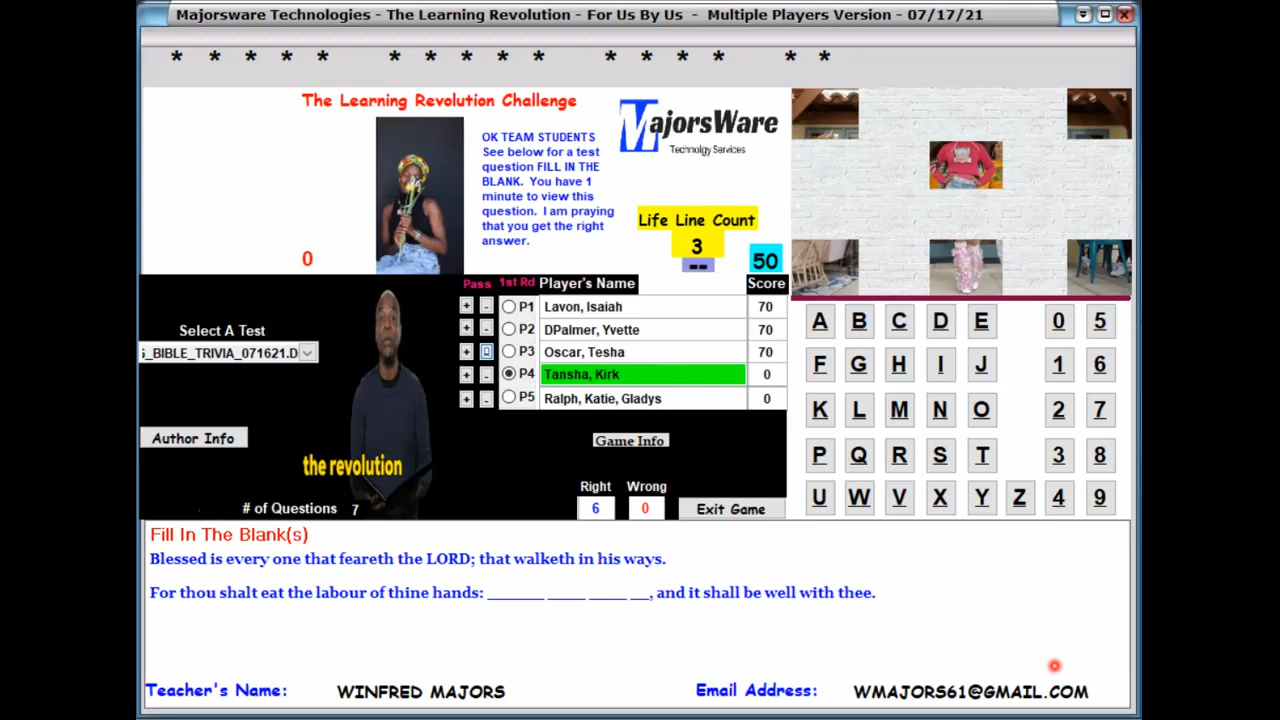 Majorsware Technologies - The Learning Revolution - For Us By Us - Multiple Players Version - 07/17/21
* * * * * * * * * * * * * * * *
The Learning Revolution Challenge
OK TEAM STUDENTS
See below for a test
question FILL IN THE
BLANK. You have 1
minute to view this
question. I am praying
that you get the right
answer.
MajorsWare
Technolgy Services
Life Line Count
3
--
50
0
Pass 1st Rd Player's Name Score
+ - P1 Lavon, Isaiah 70
+ - P2 DPalmer, Yvette 70
+ - P3 Oscar, Tesha 70
+ - P4 Tansha, Kirk 0
+ - P5 Ralph, Katie, Gladys 0
Select A Test
_BIBLE_TRIVIA_071621.D
Author Info
the revolution
# of Questions 7
Game Info
Right Wrong
6 0
Exit Game
A B C D E 0 5
F G H I J 1 6
K L M N O 2 7
P Q R S T 3 8
U W V X Y Z 4 9
Fill In The Blank(s)
Blessed is every one that feareth the LORD; that walketh in his ways.
For thou shalt eat the labour of thine hands: ______ ____ ____ __, and it shall be well with thee.
Teacher's Name: WINFRED MAJORS Email Address: WMAJORS61@GMAIL.COM